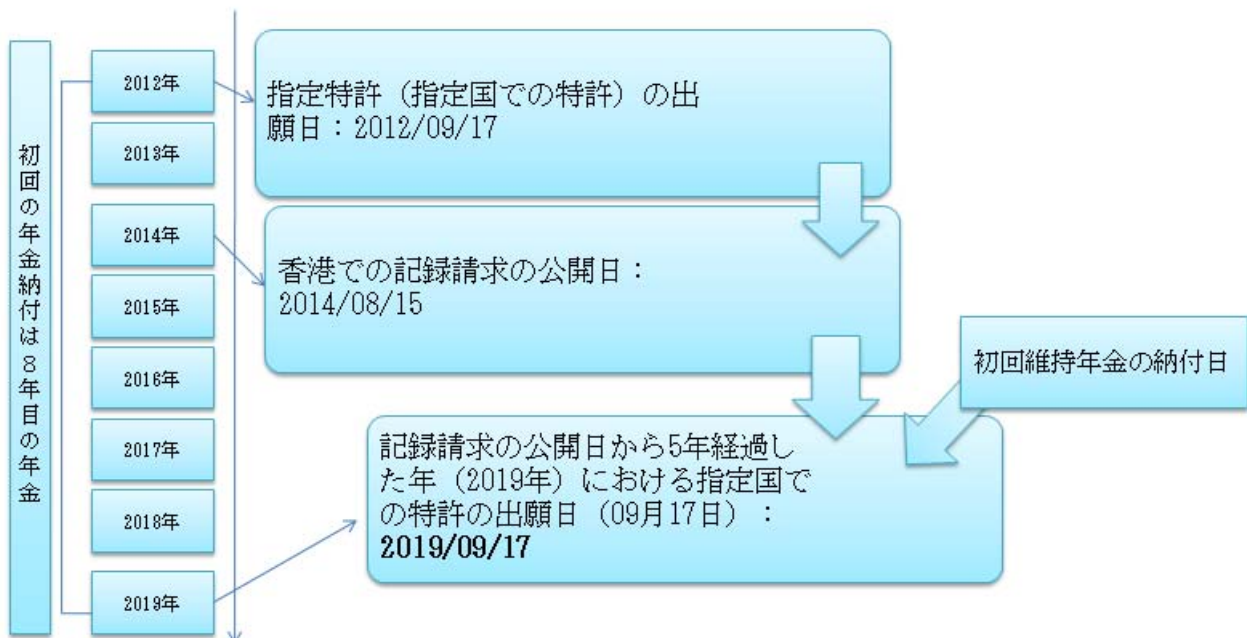 初回の年金納付は８年目の年金
2012年
2013年
2014年
2015年
2016年
2017年
2018年
2019年
指定特許（指定国での特許）の出
願日：2012/09/17
香港での記録請求の公開日：
2014/08/15
初回維持年金の納付日
記録請求の公開日から5年経過し
た年（2019年）における指定国で
の特許の出願日（09月17日）：
2019/09/17